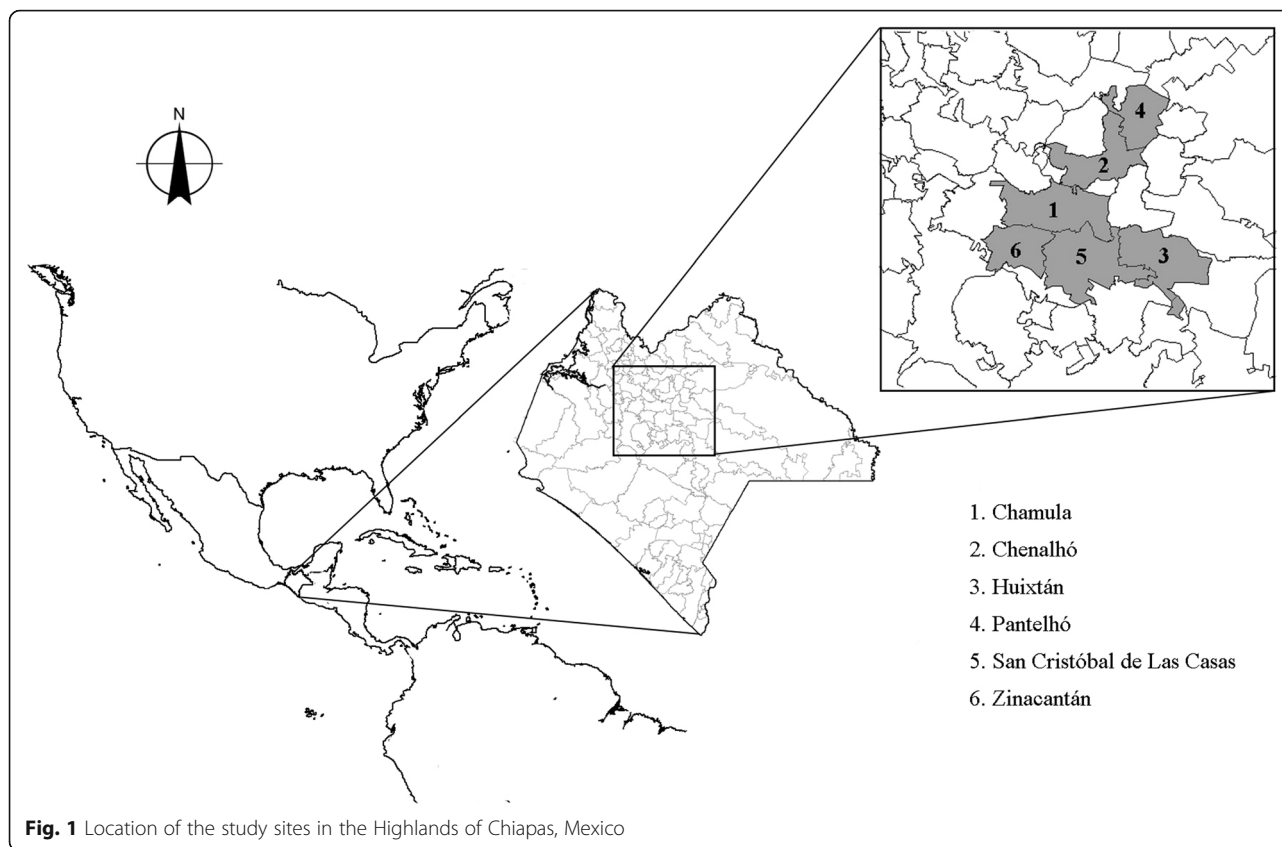 N
4
2
1
6
5
3
1. Chamula
2. Chenalhó
3. Huixtán
4. Pantelhó
5. San Cristóbal de Las Casas
6. Zinacantán
Fig. 1 Location of the study sites in the Highlands of Chiapas, Mexico